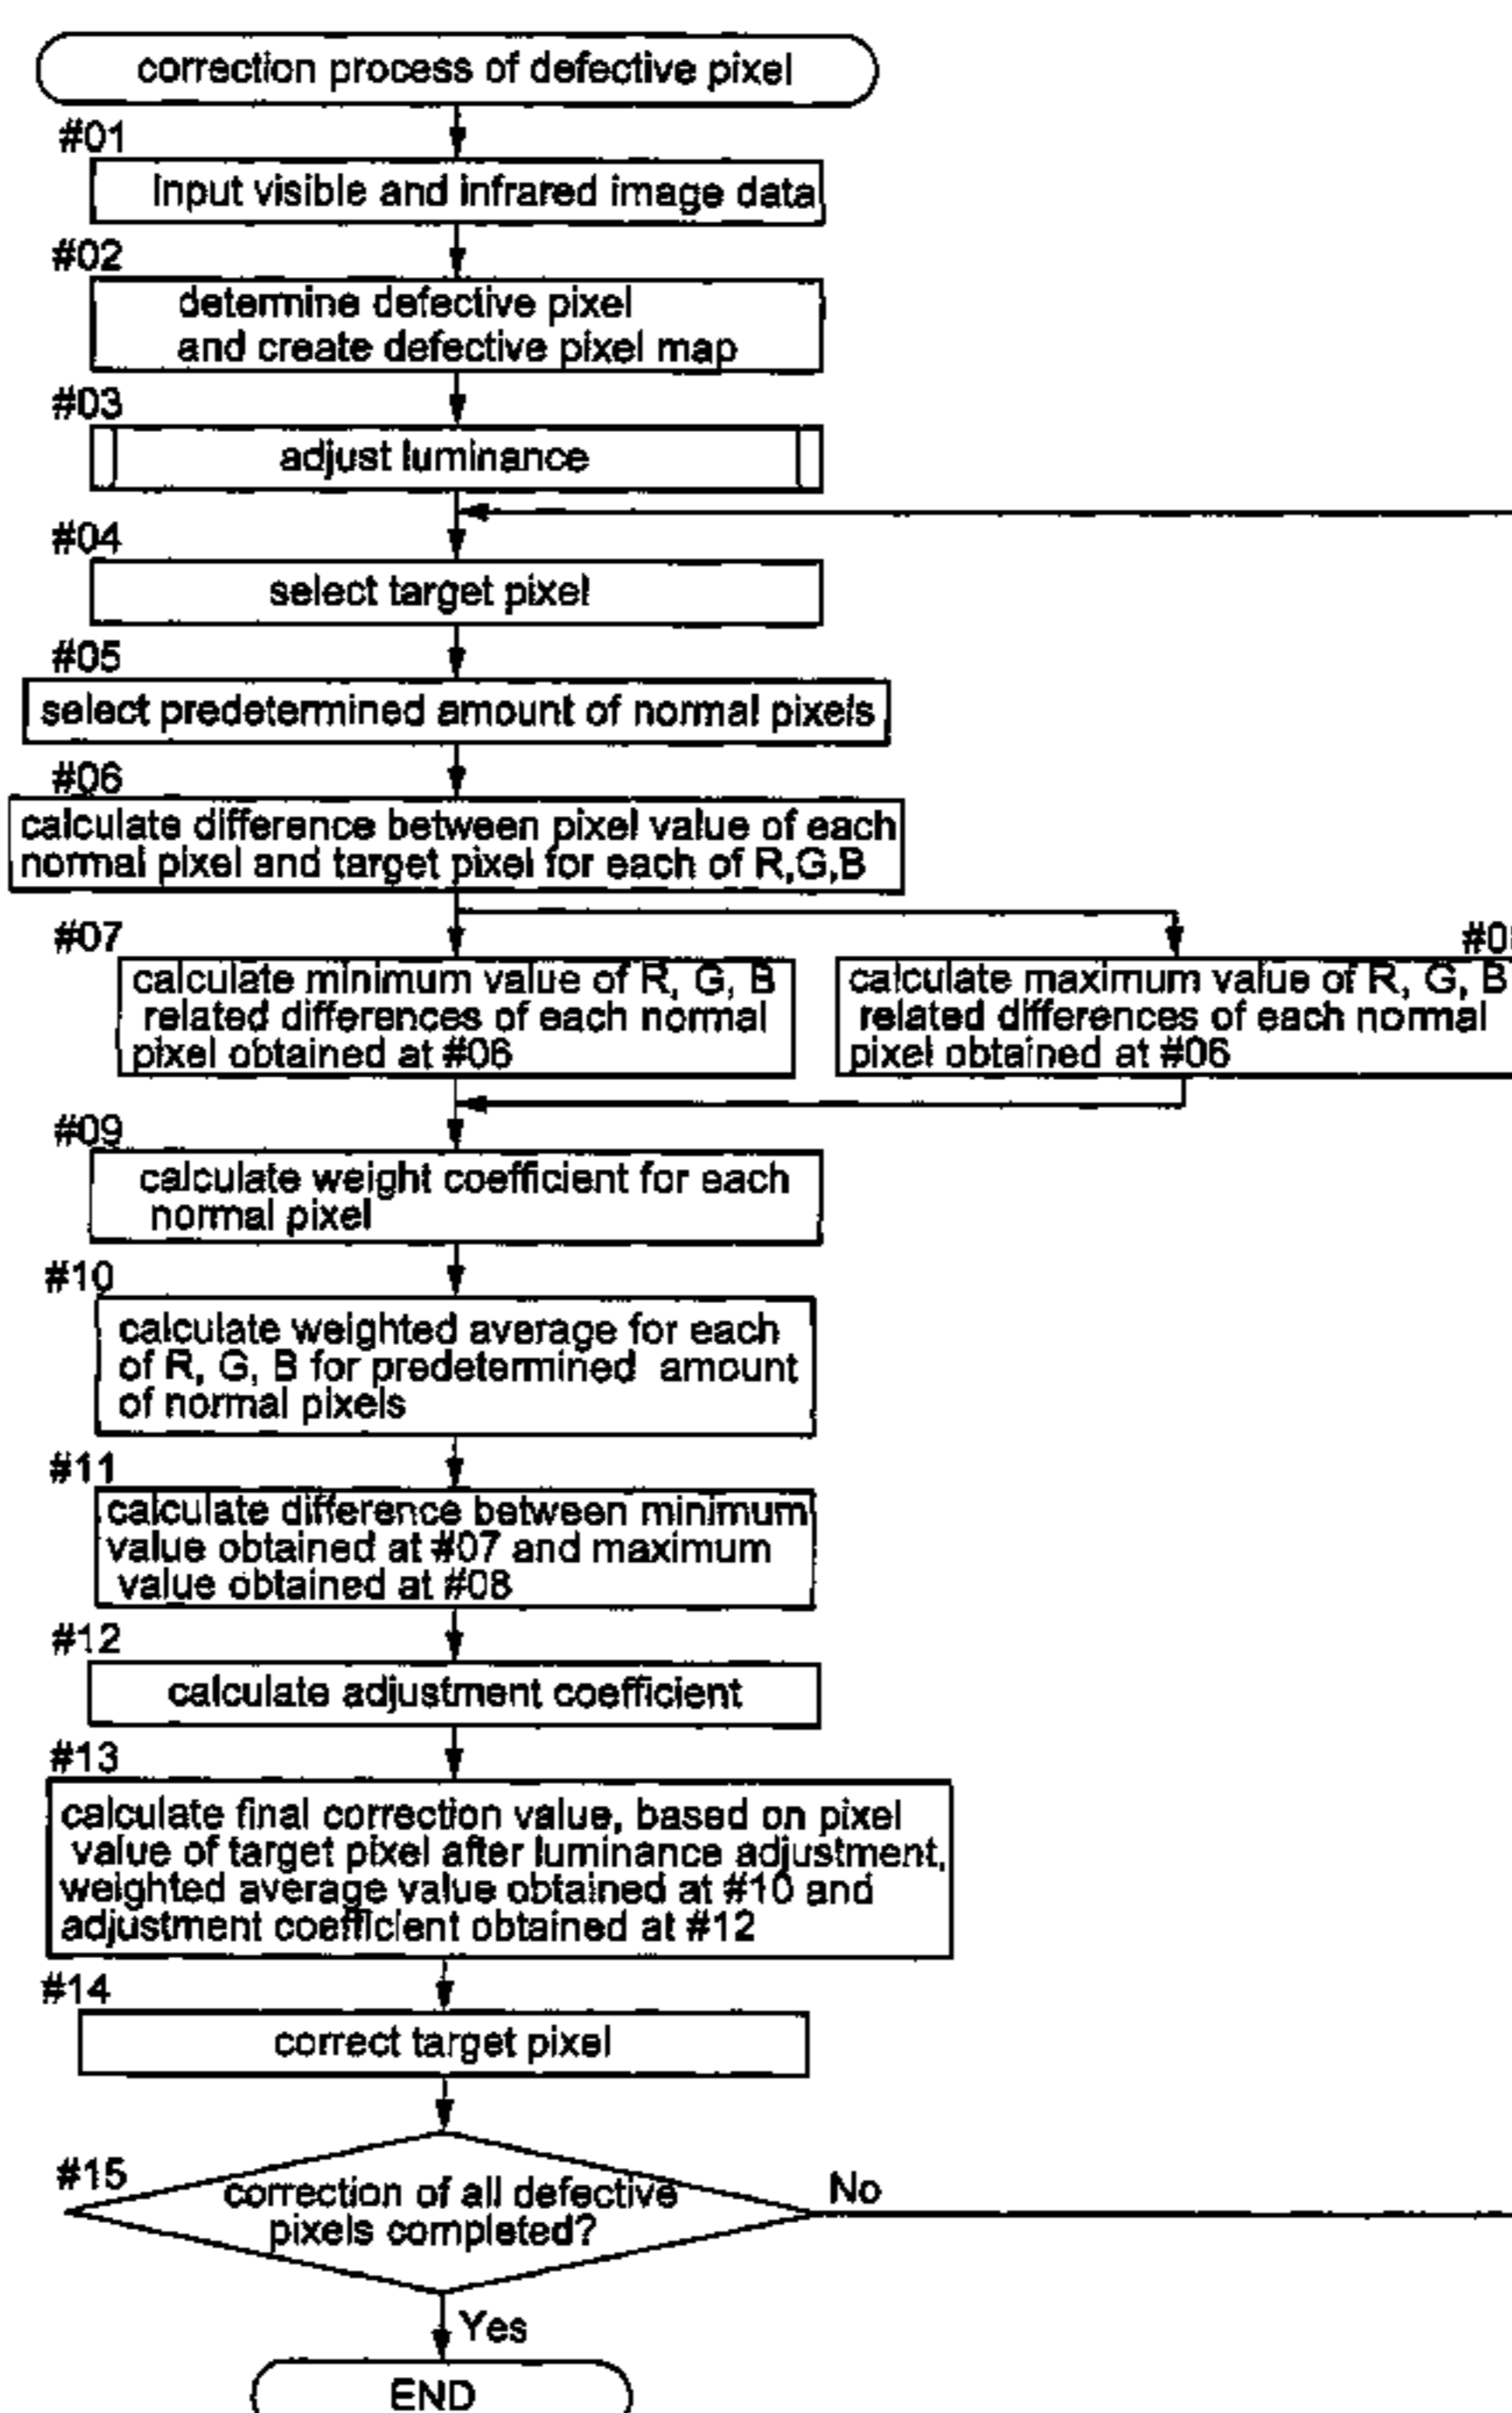 correction process of defective pixel
#01
input visible and infrared image data
#02
determine defective pixel
and create defective pixel map
#03
adjust luminance
#04
select target pixel
#05
select predetermined amount of normal pixels
#06
calculate difference between pixel value of each
normal pixel and target pixel for each of R,G,B
#07
calculate minimum value of R, G, B
related differences of each normal
pixel obtained at #06
calculate maximum value of R, G, B
related differences of each normal
pixel obtained at #06
#09
calculate weight coefficient for each
normal pixel
#10
calculate weighted average for each
of R, G, B for predetermined amount
of normal pixels
#11
calculate difference between minimum
value obtained at #07 and maximum
value obtained at #08
#12
calculate adjustment coefficient
#13
calculate final correction value, based on pixel
value of target pixel after luminance adjustment,
weighted average value obtained at #10 and
adjustment coefficient obtained at #12
#14
correct target pixel
#15
correction of all defective
pixels completed?
No
Yes
END